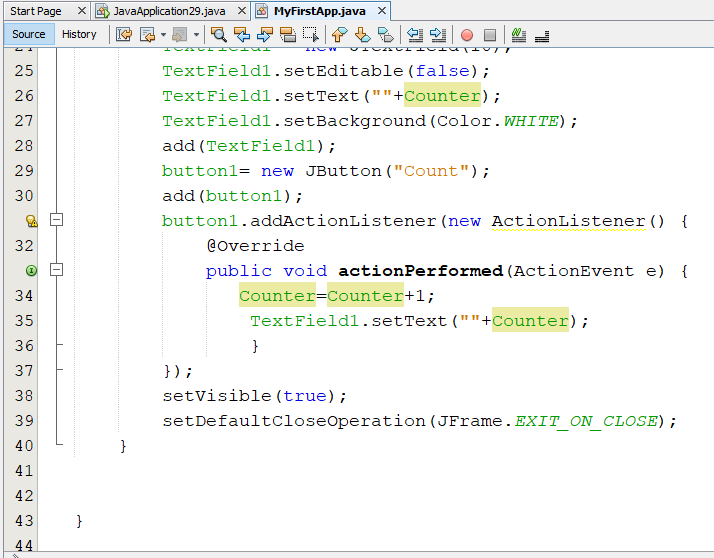 Start Page JavaApplication29.java MyFirstApp.java
Source History
24 TextField1 = new JTextField(10);
25 TextField1.setEditable(false);
26 TextField1.setText(""+Counter);
27 TextField1.setBackground(Color.WHITE);
28 add(TextField1);
29 button1= new JButton("Count");
30 add(button1);
button1.addActionListener(new ActionListener() {
32 @Override
public void actionPerformed(ActionEvent e) {
34 Counter=Counter+1;
35 TextField1.setText(""+Counter);
36 }
37 });
38 setVisible(true);
39 setDefaultCloseOperation(JFrame.EXIT_ON_CLOSE);
40 }
41
42
43 }
44